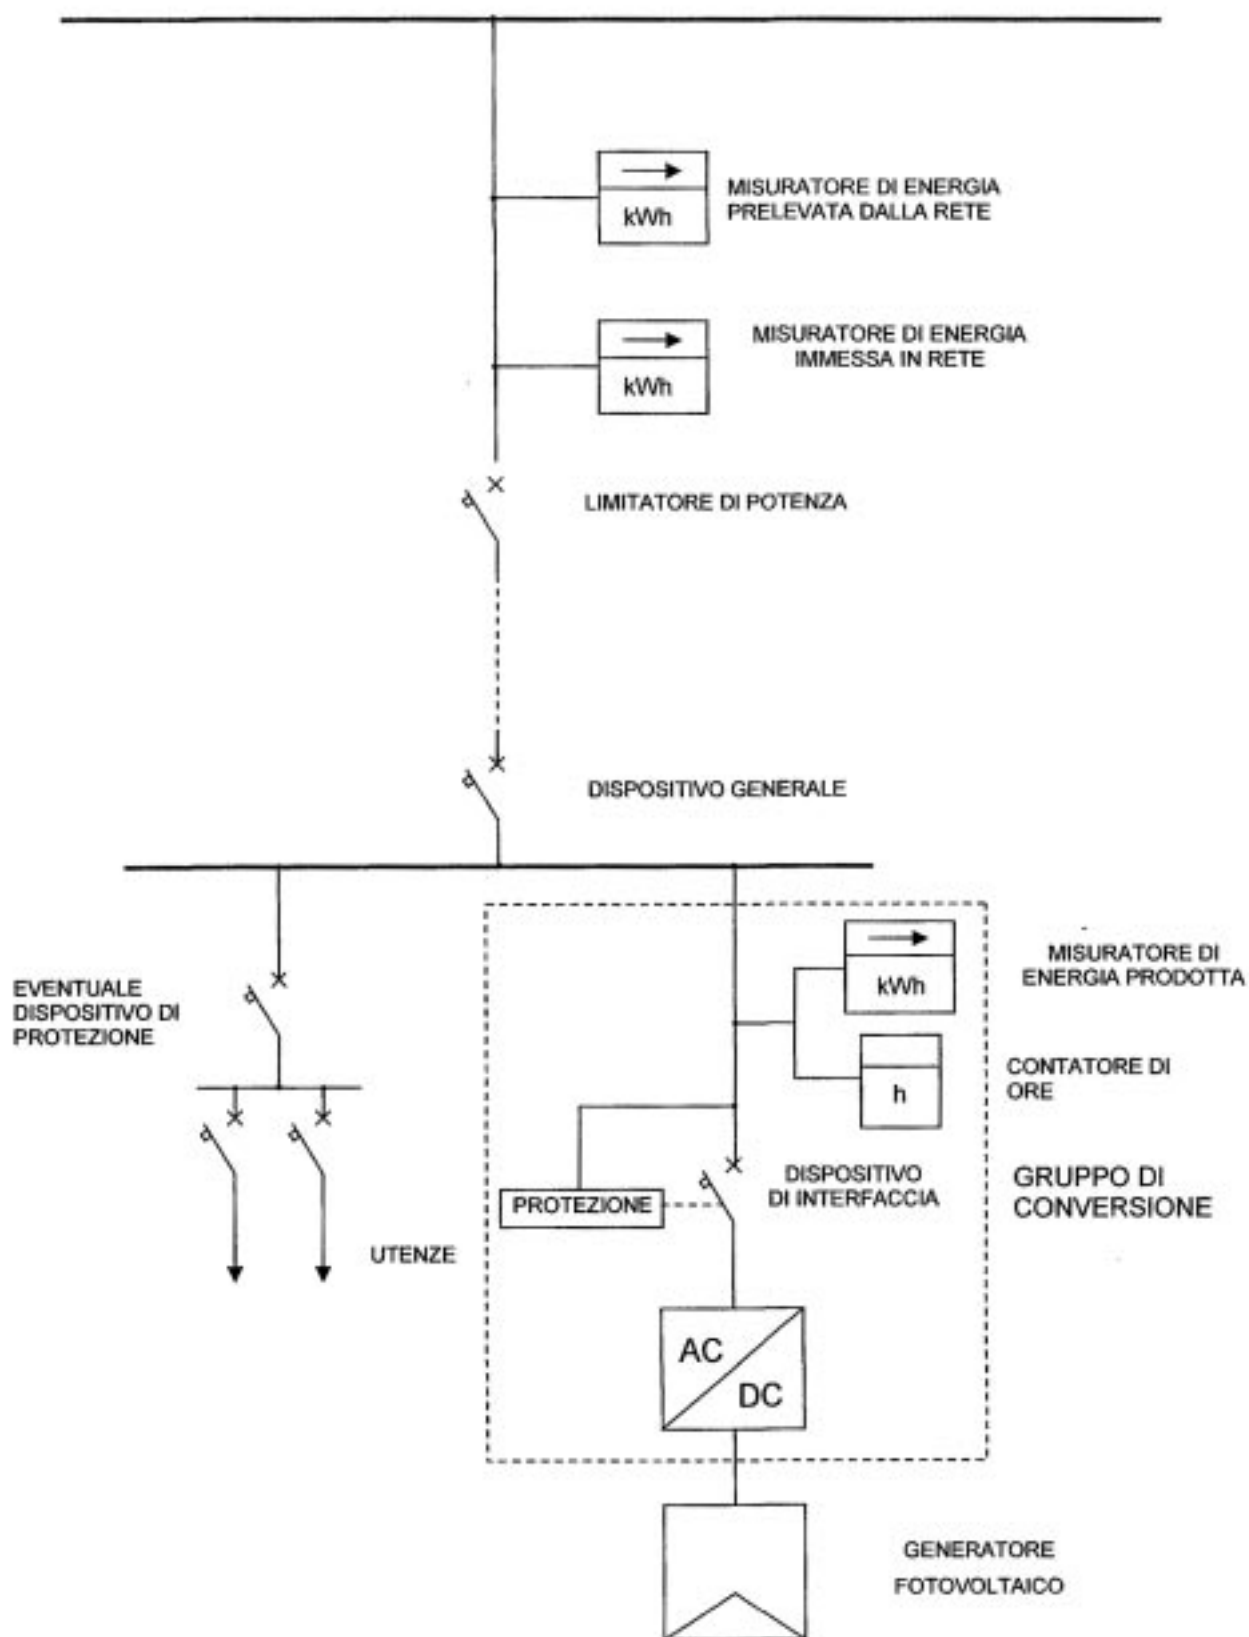 kWh
MISURATORE DI ENERGIA
PRELEVATA DALLA RETE
kWh
MISURATORE DI ENERGIA
IMMESSA IN RETE
LIMITATORE DI POTENZA
DISPOSITIVO GENERALE
EVENTUALE
DISPOSITIVO DI
PROTEZIONE
UTENZE
kWh
MISURATORE DI
ENERGIA PRODOTTA
h
CONTATORE DI
ORE
PROTEZIONE
DISPOSITIVO
DI INTERFACCIA
GRUPPO DI
CONVERSIONE
AC
DC
GENERATORE
FOTOVOLTAICO